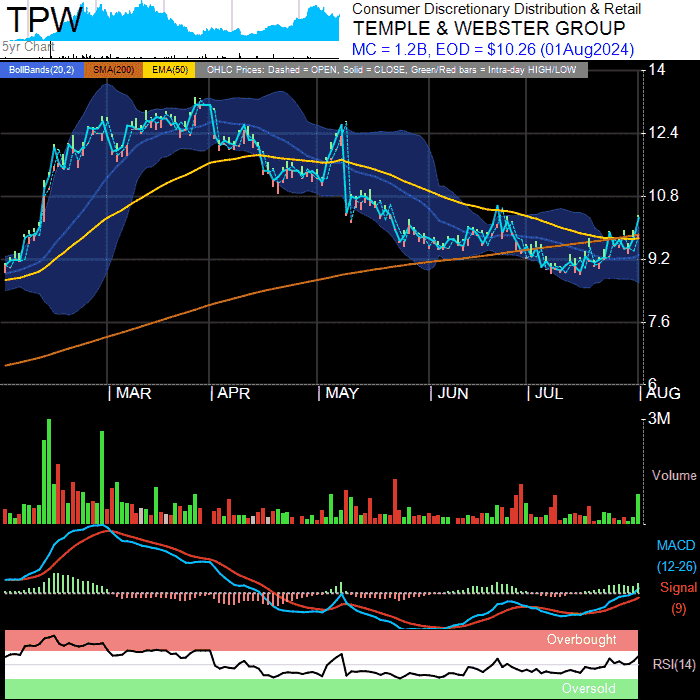 TPW
5yr Chart
Consumer Discretionary Distribution & Retail
TEMPLE & WEBSTER GROUP
MC = 1.2B, EOD = $10.26 (01Aug2024)
BollBands(20,2) SMA(200) EMA(50) OHLC Prices: Dashed = OPEN, Solid = CLOSE, Green/Red bars = Intra-day HIGH/LOW
14
12.4
10.8
9.2
7.6
6
MAR APR MAY JUN JUL AUG
3M
Volume
MACD
(12-26)
Signal
(9)
Overbought
RSI(14)
Oversold